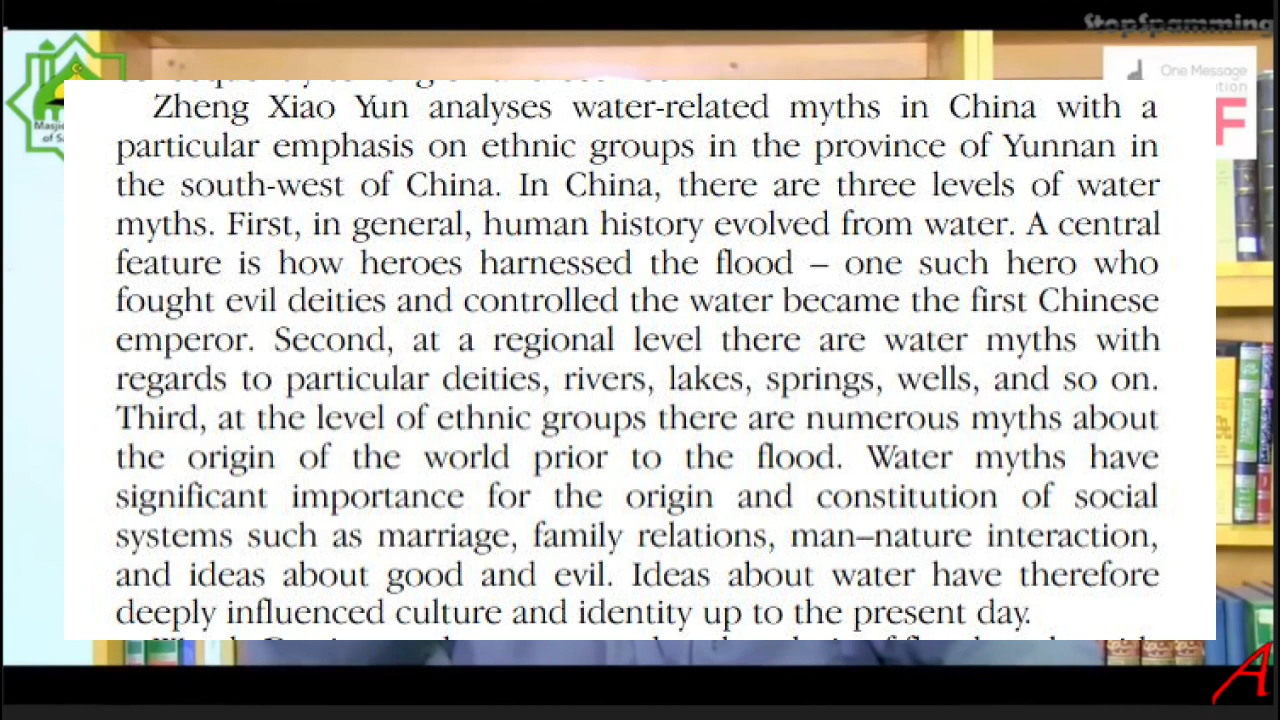 StopSpamming
One Message
F
Zheng Xiao Yun analyses water-related myths in China with a
particular emphasis on ethnic groups in the province of Yunnan in
the south-west of China. In China, there are three levels of water
myths. First, in general, human history evolved from water. A central
feature is how heroes harnessed the flood – one such hero who
fought evil deities and controlled the water became the first Chinese
emperor. Second, at a regional level there are water myths with
regards to particular deities, rivers, lakes, springs, wells, and so on.
Third, at the level of ethnic groups there are numerous myths about
the origin of the world prior to the flood. Water myths have
significant importance for the origin and constitution of social
systems such as marriage, family relations, man–nature interaction,
and ideas about good and evil. Ideas about water have therefore
deeply influenced culture and identity up to the present day.
A